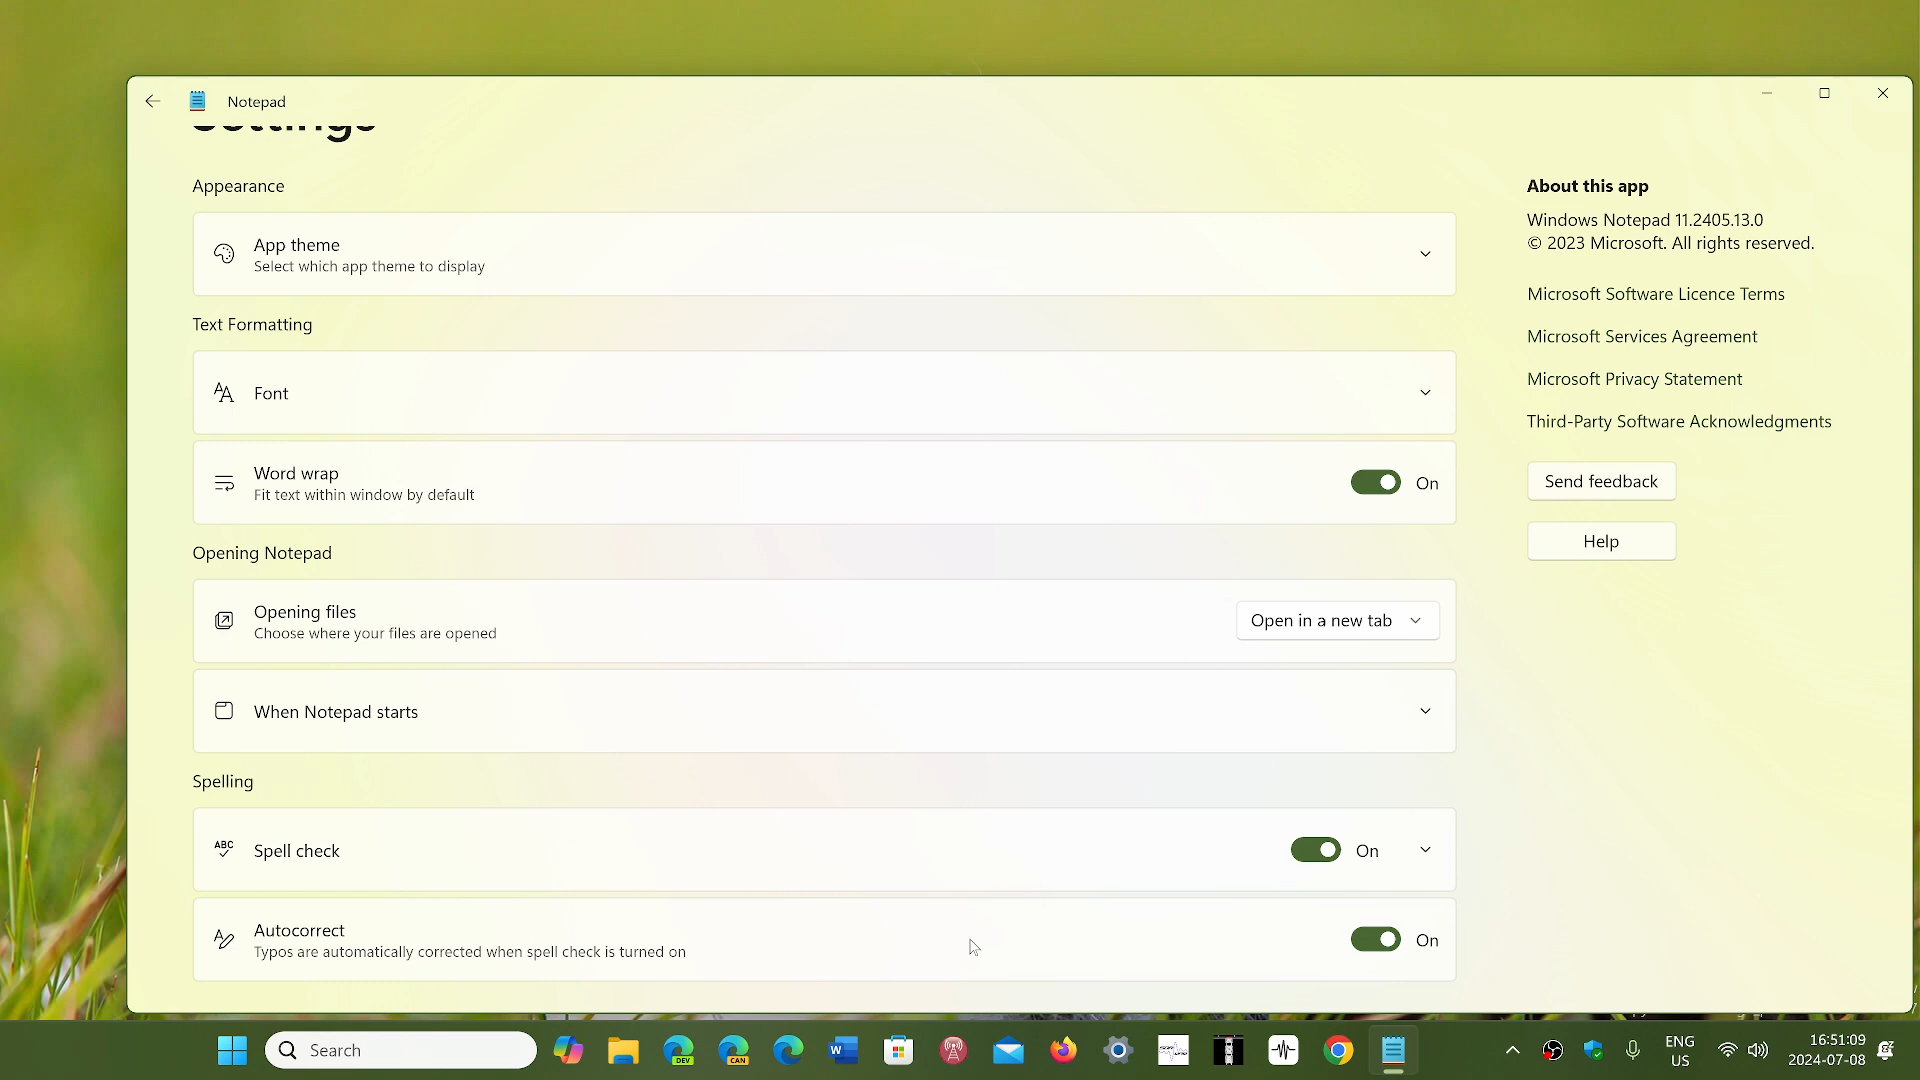 Notepad
Settings
Appearance
App theme
Select which app theme to display
Text Formatting
Font
Word wrap
Fit text within window by default
On
Opening Notepad
Opening files
Choose where your files are opened
Open in a new tab
When Notepad starts
Spelling
ABC
Spell check
On
Autocorrect
Typos are automatically corrected when spell check is turned on
On
About this app
Windows Notepad 11.2405.13.0
© 2023 Microsoft. All rights reserved.
Microsoft Software Licence Terms
Microsoft Services Agreement
Microsoft Privacy Statement
Third-Party Software Acknowledgments
Send feedback
Help
Search
DEV
CAN
W
ENG
US
16:51:09
2024-07-08